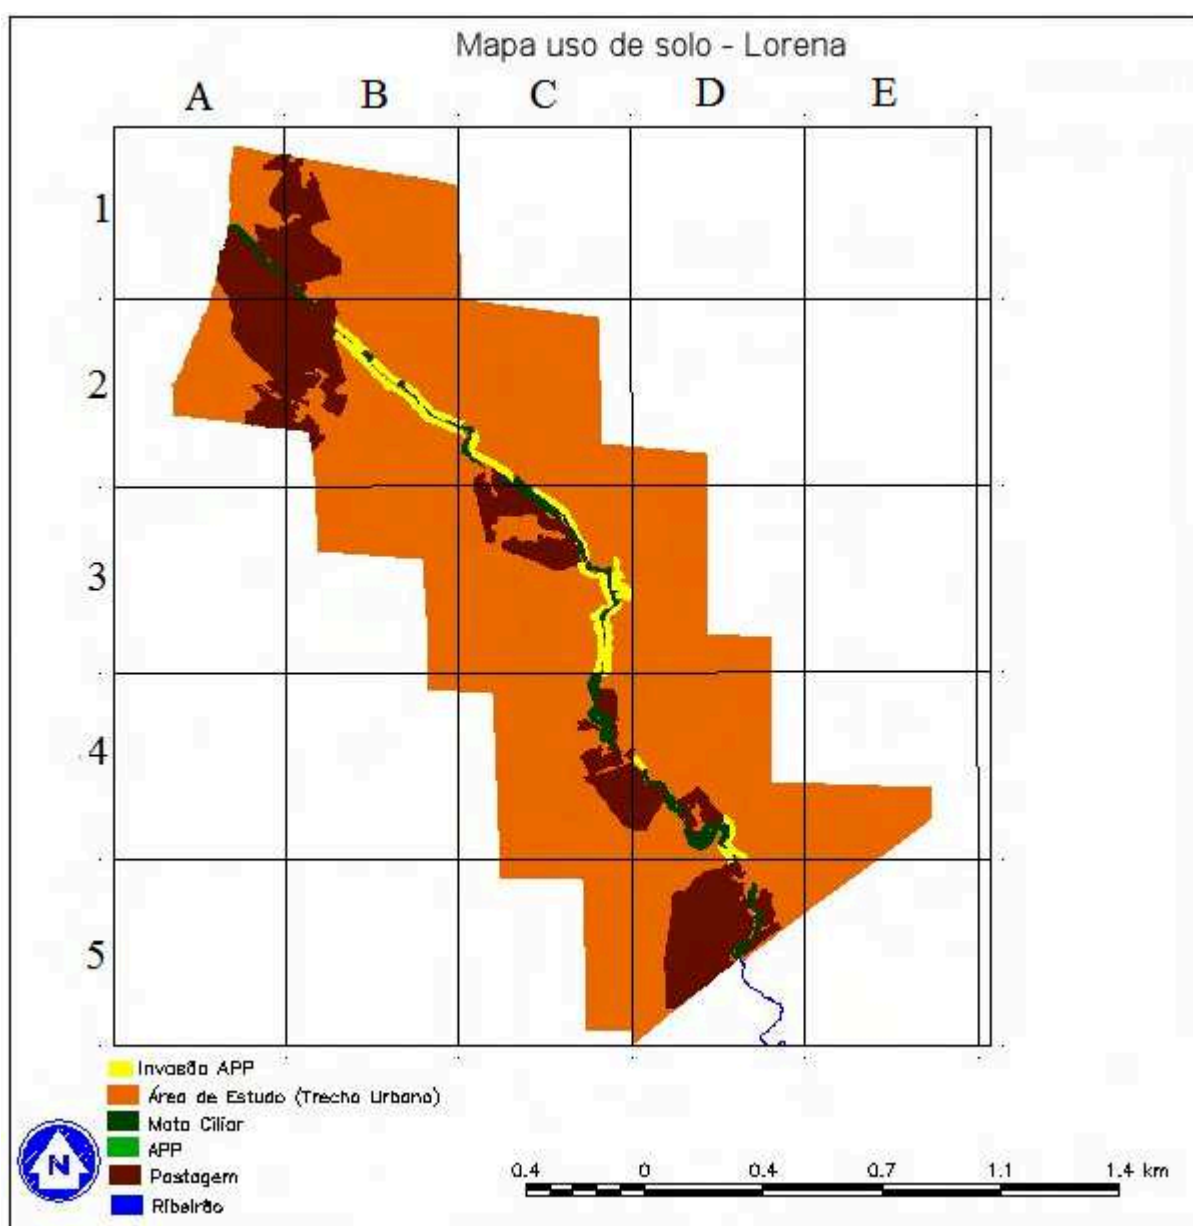 Mapa uso de solo - Lorena
A B C D E
1
2
3
4
5
Invasão APP
Área de Estudo (Trecho Urbano)
Mata Ciliar
APP
Pastagem
Ribeirão
N
0.4 0 0.4 0.7 1.1 1.4 km